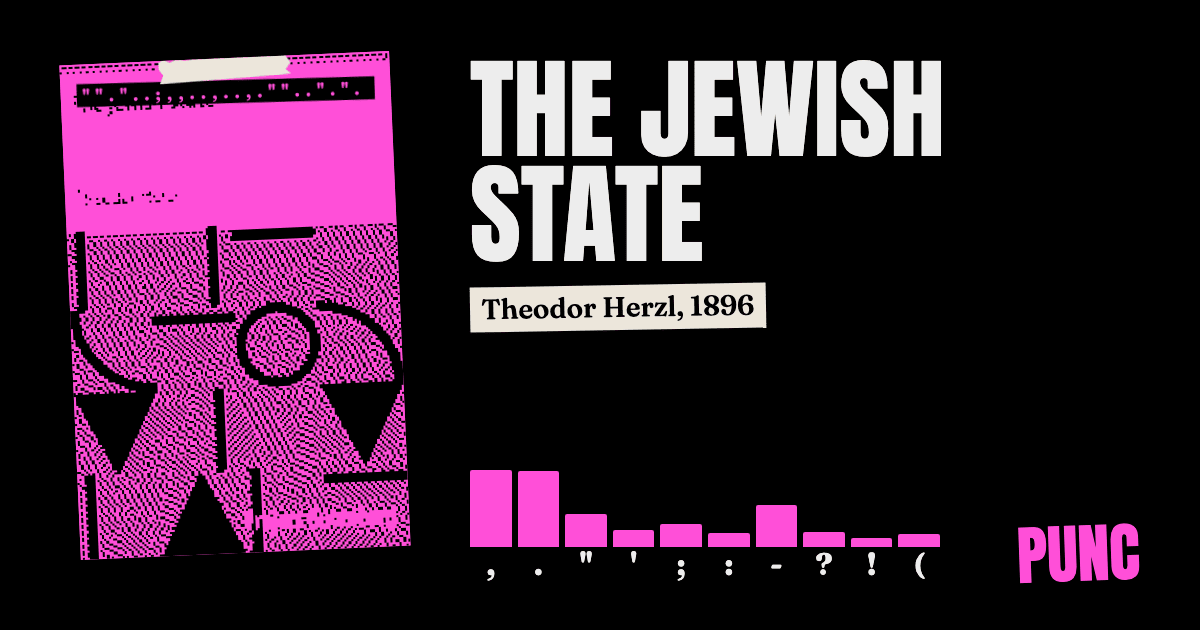 ""."..;,,....,.""..".".
THE JEWISH
STATE
Theodor Herzl, 1896
, . " ' ; : - ? ! (
PUNC